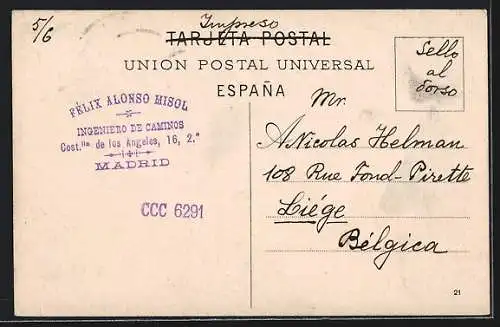 5/6
Impreso
TARJETA POSTAL
UNION POSTAL UNIVERSAL
ESPAÑA
Sello
al
dorso
FÉLIX ALONSO MISOL
INGENIERO DE CAMINOS
Cost.lla de los Angeles, 16, 2.º
MADRID
CCC 6291
Mr.
A Nicolas Helman
108 Rue Fond-Pirette
Liége
Bélgica
21